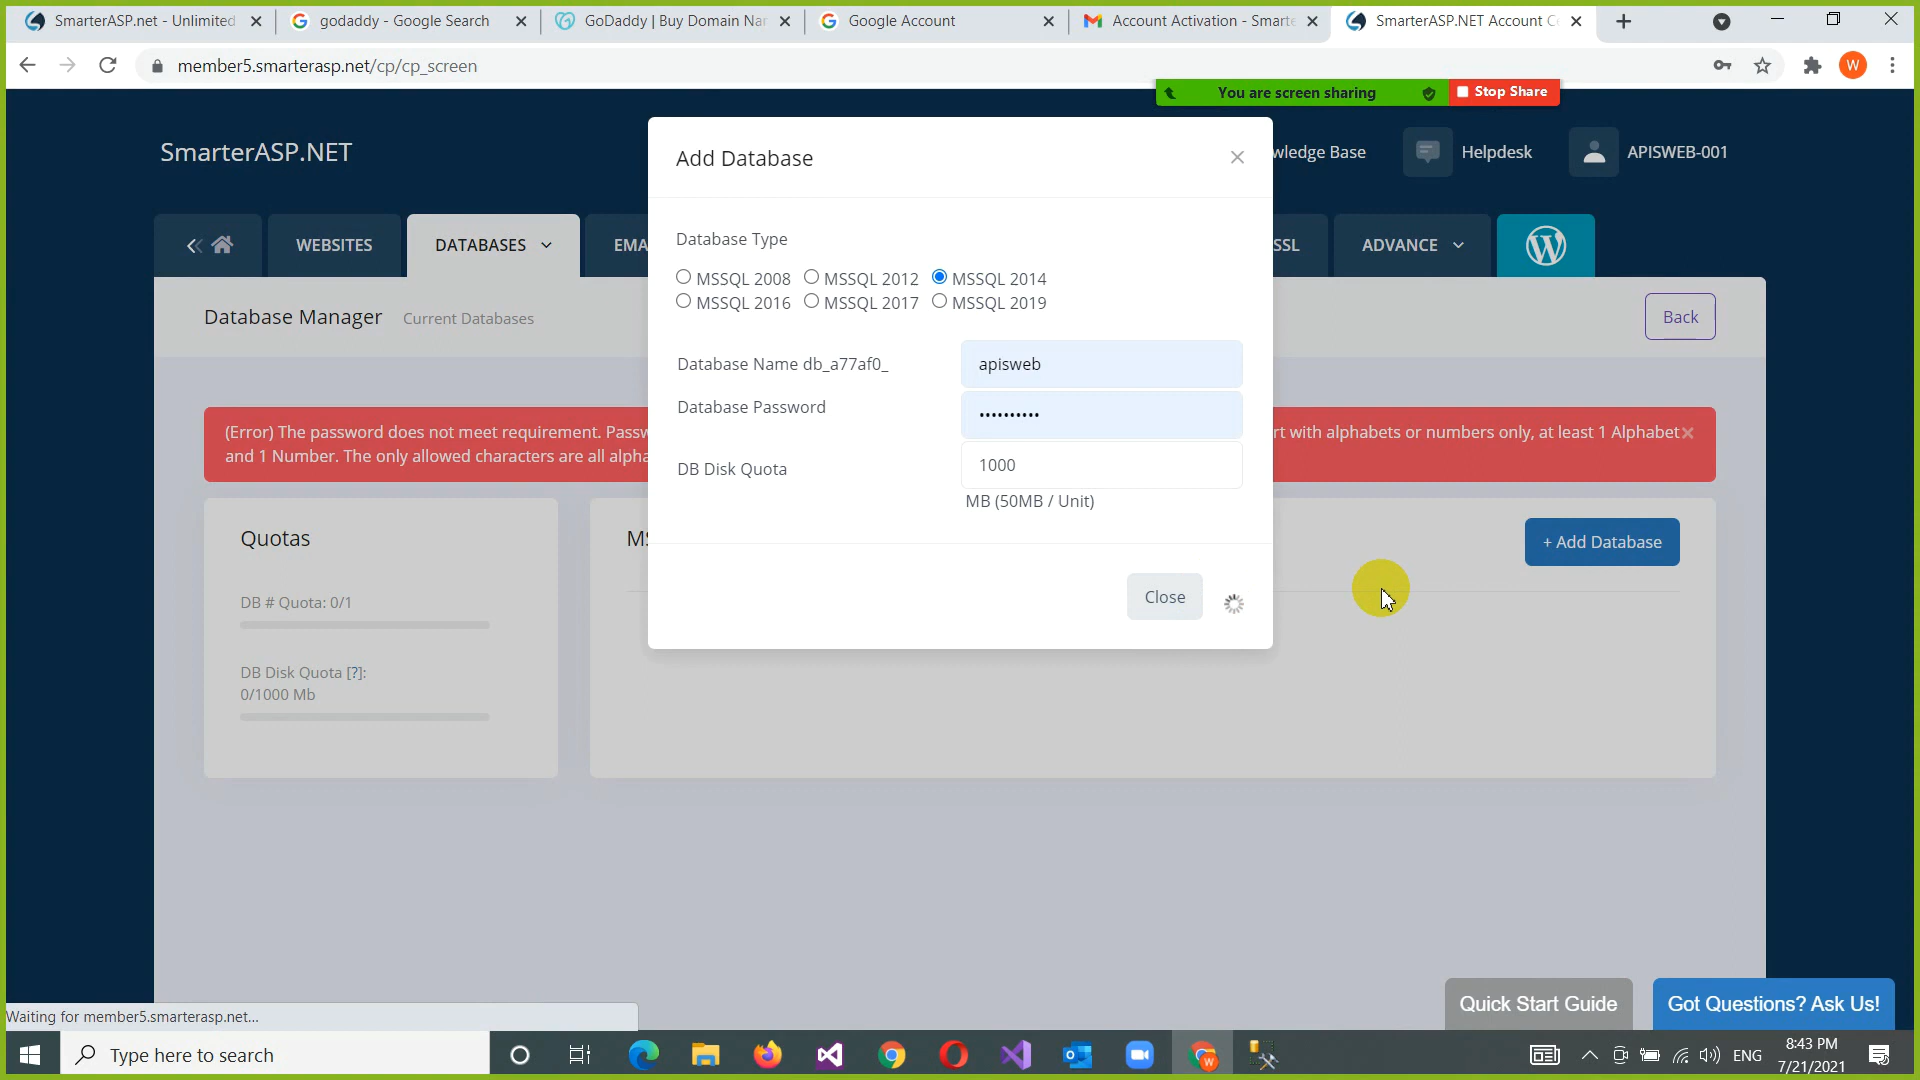 SmarterASP.net - Unlimited
godaddy - Google Search
GoDaddy | Buy Domain Nar
Google Account
Account Activation - Smarte
SmarterASP.NET Account C
member5.smarterasp.net/cp/cp_screen
W
You are screen sharing
Stop Share
SmarterASP.NET
wledge Base
Helpdesk
APISWEB-001
WEBSITES
DATABASES
EMA
SSL
ADVANCE
Add Database
Database Type
MSSQL 2008 MSSQL 2012 MSSQL 2014
MSSQL 2016 MSSQL 2017 MSSQL 2019
Database Name db_a77af0_
apisweb
Database Password
••••••••••
DB Disk Quota
1000
MB (50MB / Unit)
Close
Database Manager Current Databases
Back
(Error) The password does not meet requirement. Passw
rt with alphabets or numbers only, at least 1 Alphabet
and 1 Number. The only allowed characters are all alpha
Quotas
DB # Quota: 0/1
DB Disk Quota [?]:
0/1000 Mb
MS
+ Add Database
Quick Start Guide
Got Questions? Ask Us!
Waiting for member5.smarterasp.net...
Type here to search
W
ENG
8:43 PM
7/21/2021